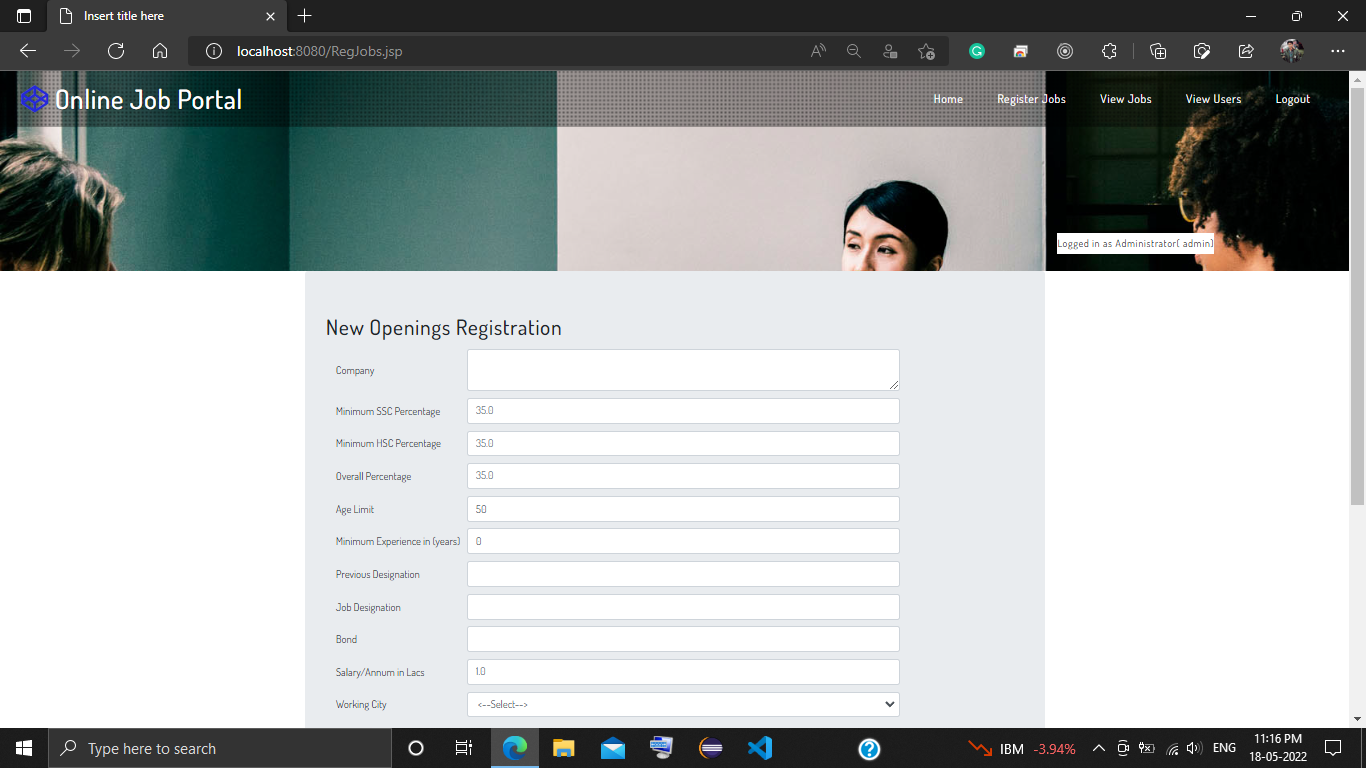 Insert title here
localhost:8080/RegJobs.jsp
Online Job Portal
Home Register Jobs View Jobs View Users Logout
Logged in as Administrator( admin)
New Openings Registration
Company
Minimum SSC Percentage 35.0
Minimum HSC Percentage 35.0
Overall Percentage 35.0
Age Limit 50
Minimum Experience in (years) 0
Previous Designation
Job Designation
Bond
Salary/Annum in Lacs 1.0
Working City <--Select-->
Type here to search
IBM -3.94%
ENG
11:16 PM
18-05-2022